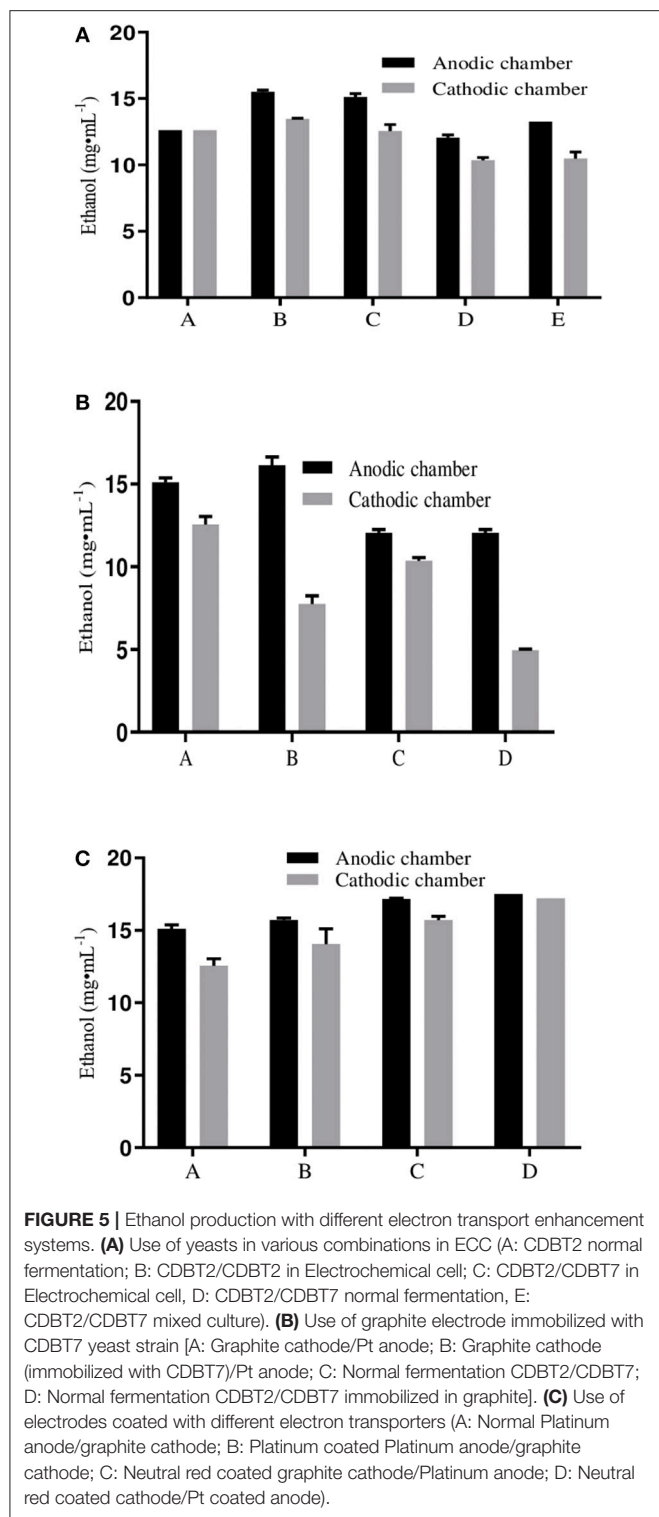 A
20
15
10
5
0
Ethanol (mg•mL-1)
Anodic chamber
Cathodic chamber
A B C D E
B
20
15
10
5
0
Ethanol (mg•mL-1)
Anodic chamber
Cathodic chamber
A B C D
C
20
15
10
5
0
Ethanol (mg•mL-1)
Anodic chamber
Cathodic chamber
A B C D
FIGURE 5 | Ethanol production with different electron transport enhancement
systems. (A) Use of yeasts in various combinations in ECC (A: CDBT2 normal
fermentation; B: CDBT2/CDBT2 in Electrochemical cell; C: CDBT2/CDBT7 in
Electrochemical cell, D: CDBT2/CDBT7 normal fermentation, E:
CDBT2/CDBT7 mixed culture). (B) Use of graphite electrode immobilized with
CDBT7 yeast strain [A: Graphite cathode/Pt anode; B: Graphite cathode
(immobilized with CDBT7)/Pt anode; C: Normal fermentation CDBT2/CDBT7;
D: Normal fermentation CDBT2/CDBT7 immobilized in graphite]. (C) Use of
electrodes coated with different electron transporters (A: Normal Platinum
anode/graphite cathode; B: Platinum coated Platinum anode/graphite
cathode; C: Neutral red coated graphite cathode/Platinum anode; D: Neutral
red coated cathode/Pt coated anode).